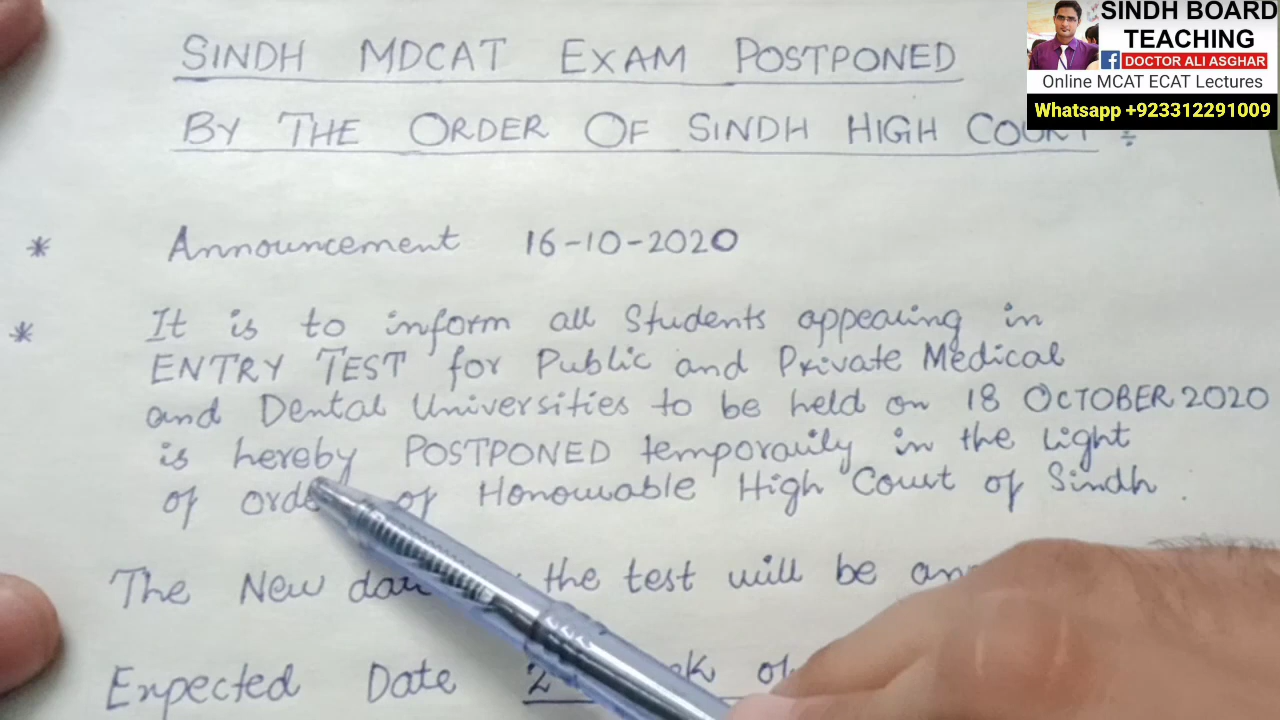 SINDH MDCAT EXAM POSTPONED
BY THE ORDER OF SINDH HIGH COURT :
* Announcement 16-10-2020
* It is to inform all Students appearing in
ENTRY TEST for Public and Private Medical
and Dental Universities to be held on 18 OCTOBER 2020
is hereby POSTPONED temporarily in the light
of of Honourable High Court of Sindh .
The New the test will be
Expected Date of
SINDH BOARD
TEACHING
DOCTOR ALI ASGHAR
Online MCAT ECAT Lectures
Whatsapp +923312291009